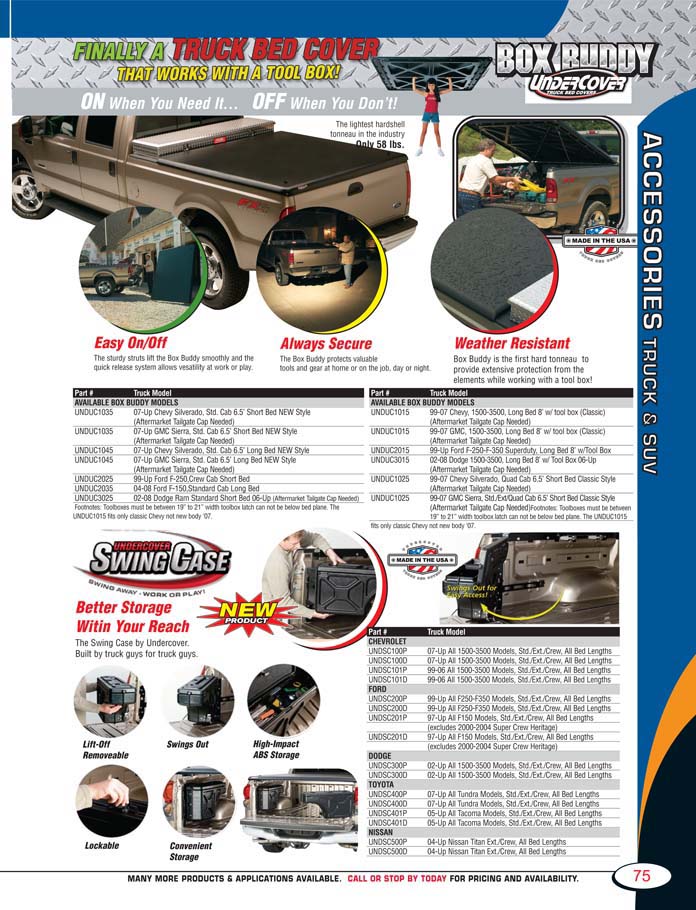 FINALLY A TRUCK BED COVER
THAT WORKS WITH A TOOL BOX!
ON When You Need It... OFF When You Don't!
BOX BUDDY
UNDERCOVER
TRUCK BED COVERS
The lightest hardshell
tonneau in the industry
Only 58 lbs.
MADE IN THE USA
Easy On/Off
The sturdy struts lift the Box Buddy smoothly and the
quick release system allows vesatility at work or play.
Always Secure
The Box Buddy protects valuable
tools and gear at home or on the job, day or night.
Weather Resistant
Box Buddy is the first hard tonneau to
provide extensive protection from the
elements while working with a tool box!
Part # Truck Model
AVAILABLE BOX BUDDY MODELS
UNDUC1035 07-Up Chevy Silverado, Std. Cab 6.5' Short Bed NEW Style
(Aftermarket Tailgate Cap Needed)
UNDUC1035 07-Up GMC Sierra, Std. Cab 6.5' Short Bed NEW Style
(Aftermarket Tailgate Cap Needed)
UNDUC1045 07-Up Chevy Silverado, Std. Cab 6.5' Long Bed NEW Style
UNDUC1045 07-Up GMC Sierra, Std. Cab 6.5' Long Bed NEW Style
(Aftermarket Tailgate Cap Needed)
UNDUC2025 99-Up Ford F-250,Crew Cab Short Bed
UNDUC2035 04-08 Ford F-150,Standard Cab Long Bed
UNDUC3025 02-08 Dodge Ram Standard Short Bed 06-Up (Aftermarket Tailgate Cap Needed)
Footnotes: Toolboxes must be between 19" to 21" width toolbox latch can not be below bed plane. The
UNDUC1015 fits only classic Chevy not new body '07.
Part # Truck Model
AVAILABLE BOX BUDDY MODELS
UNDUC1015 99-07 Chevy, 1500-3500, Long Bed 8' w/ tool box (Classic)
(Aftermarket Tailgate Cap Needed)
UNDUC1015 99-07 GMC, 1500-3500, Long Bed 8' w/ tool box (Classic)
(Aftermarket Tailgate Cap Needed)
UNDUC2015 99-Up Ford F-250-F-350 Superduty, Long Bed 8' w/Tool Box
UNDUC3015 02-08 Dodge 1500-3500, Long Bed 8' w/ Tool Box 06-Up
(Aftermarket Tailgate Cap Needed)
UNDUC1025 99-07 Chevy Silverado, Quad Cab 6.5' Short Bed Classic Style
(Aftermarket Tailgate Cap Needed)
UNDUC1025 99-07 GMC Sierra, Std./Ext/Quad Cab 6.5' Short Bed Classic Style
(Aftermarket Tailgate Cap Needed)Footnotes: Toolboxes must be between
19" to 21" width toolbox latch can not be below bed plane. The UNDUC1015
fits only classic Chevy not new body '07.
UNDERCOVER
SWINGCASE
SWING AWAY - WORK OR PLAY!
Better Storage
Witin Your Reach
The Swing Case by Undercover.
Built by truck guys for truck guys.
NEW
PRODUCT
MADE IN THE USA
Swings Out for
Easy Access!
Lift-Off
Removeable
Swings Out
High-Impact
ABS Storage
Lockable
Convenient
Storage
Part # Truck Model
CHEVROLET
UNDSC100P 07-Up All 1500-3500 Models, Std./Ext./Crew, All Bed Lengths
UNDSC100D 07-Up All 1500-3500 Models, Std./Ext./Crew, All Bed Lengths
UNDSC101P 99-06 All 1500-3500 Models, Std./Ext./Crew, All Bed Lengths
UNDSC101D 99-06 All 1500-3500 Models, Std./Ext./Crew, All Bed Lengths
FORD
UNDSC200P 99-Up All F250-F350 Models, Std./Ext./Crew, All Bed Lengths
UNDSC200D 99-Up All F250-F350 Models, Std./Ext./Crew, All Bed Lengths
UNDSC201P 97-Up All F150 Models, Std./Ext./Crew, All Bed Lengths
(excludes 2000-2004 Super Crew Heritage)
UNDSC201D 97-Up All F150 Models, Std./Ext./Crew, All Bed Lengths
(excludes 2000-2004 Super Crew Heritage)
DODGE
UNDSC300P 02-Up All 1500-3500 Models, Std./Ext./Crew, All Bed Lengths
UNDSC300D 02-Up All 1500-3500 Models, Std./Ext./Crew, All Bed Lengths
TOYOTA
UNDSC400P 07-Up All Tundra Models, Std./Ext./Crew, All Bed Lengths
UNDSC400D 07-Up All Tundra Models, Std./Ext./Crew, All Bed Lengths
UNDSC401P 05-Up All Tacoma Models, Std./Ext./Crew, All Bed Lengths
UNDSC401D 05-Up All Tacoma Models, Std./Ext./Crew, All Bed Lengths
NISSAN
UNDSC500P 04-Up Nissan Titan Ext./Crew, All Bed Lengths
UNDSC500D 04-Up Nissan Titan Ext./Crew, All Bed Lengths
ACCESSORIES TRUCK & SUV
MANY MORE PRODUCTS & APPLICATIONS AVAILABLE. CALL OR STOP BY TODAY FOR PRICING AND AVAILABILITY.
75